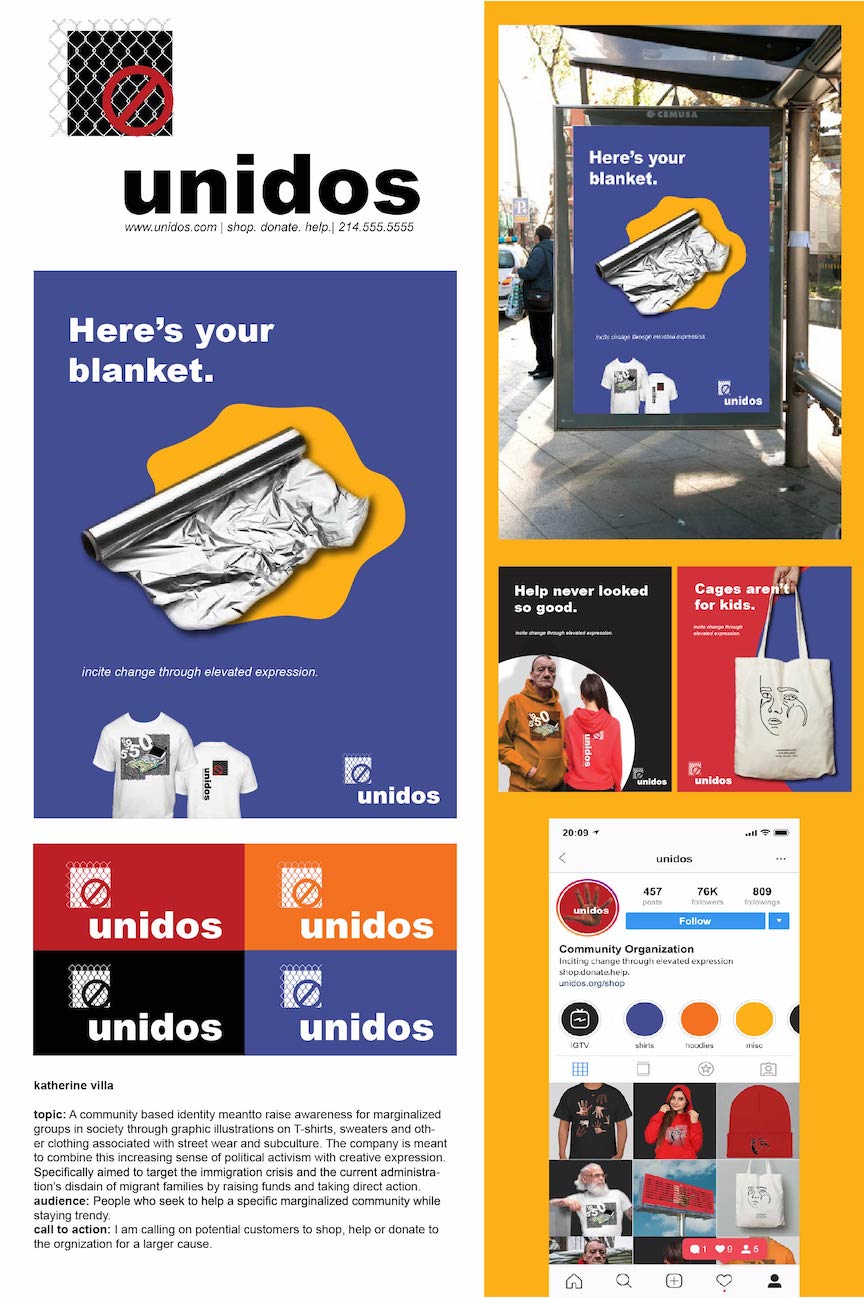 unidos
www.unidos.com | shop. donate. help.| 214.555.5555
Here's your
blanket.
incite change through elevated expression.
unidos
unidos
unidos
unidos
unidos
unidos
unidos
katherine villa
topic: A community based identity meantto raise awareness for marginalized
groups in society through graphic illustrations on T-shirts, sweaters and oth-
er clothing associated with street wear and subculture. The company is meant
to combine this increasing sense of political activism with creative expression.
Specifically aimed to target the immigration crisis and the current administra-
tion's disdain of migrant families by raising funds and taking direct action.
audience: People who seek to help a specific marginalized community while
staying trendy.
call to action: I am calling on potential customers to shop, help or donate to
the orgnization for a larger cause.
CEMUSA
Here's your
blanket.
incite change through elevated expression.
unidos
Help never looked
so good.
incite change through elevated expression.
unidos
unidos
Cages aren't
for kids.
incite change through
elevated expression.
unidos
20:09
unidos
457
76K
809
posts
followers
followings
unidos
Follow
Community Organization
Inciting change through elevated expression
shop.donate.help.
unidos.org/shop
IGTV
shirts
hoodies
misc
1
9
5